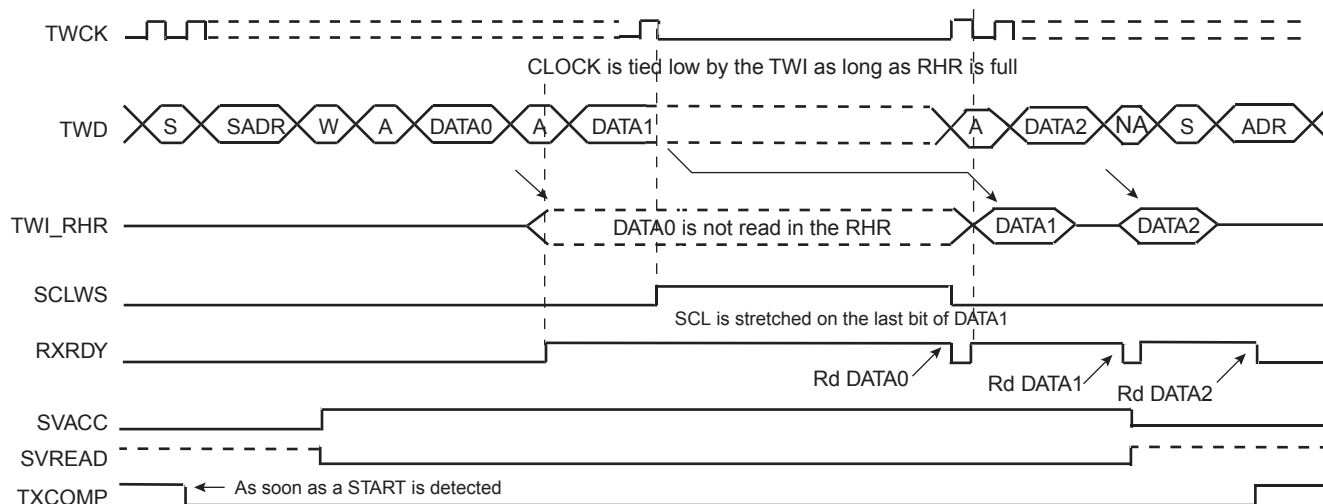 TWCK
CLOCK is tied low by the TWI as long as RHR is full
TWD S SADR W A DATA0 A DATA1 A DATA2 NA S ADR
TWI_RHR DATA0 is not read in the RHR DATA1 DATA2
SCLWS
SCL is stretched on the last bit of DATA1
RXRDY
Rd DATA0 Rd DATA1 Rd DATA2
SVACC
SVREAD
As soon as a START is detected
TXCOMP